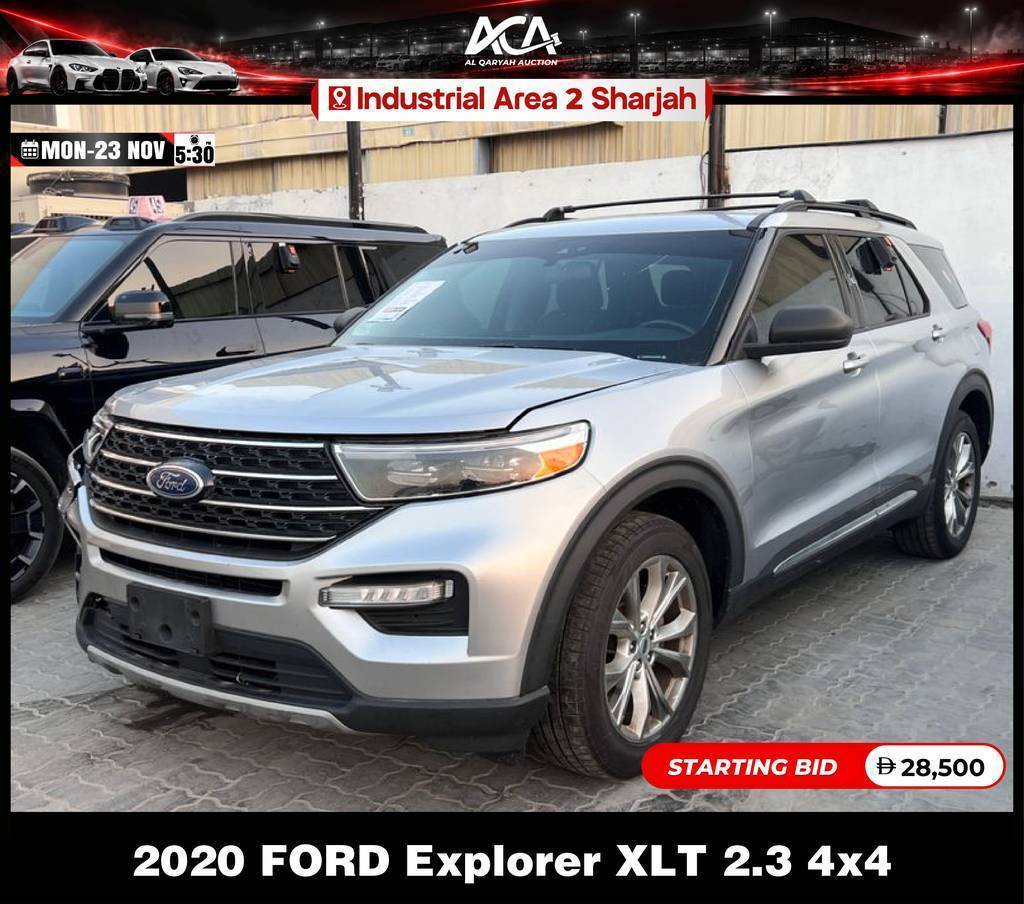 ACA
AL QARYAH AUCTION
Industrial Area 2 Sharjah
MON-23 NOV 5:30 PM
Ford
STARTING BID 28,500
2020 FORD Explorer XLT 2.3 4x4